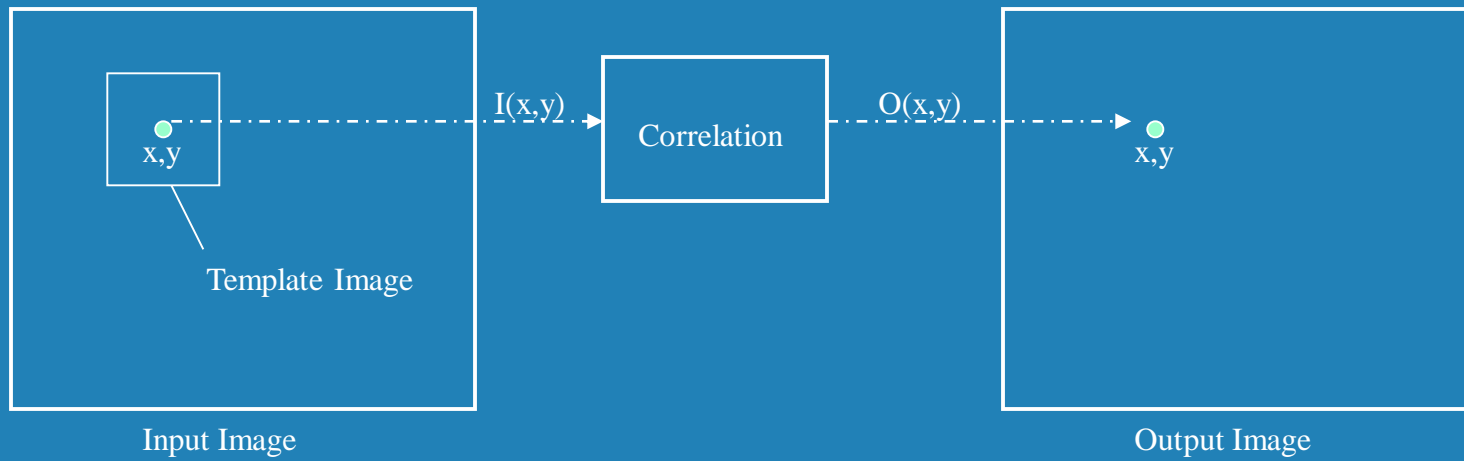 I(x,y)
O(x,y)
Correlation
x,y
x,y
Template Image
Input Image
Output Image